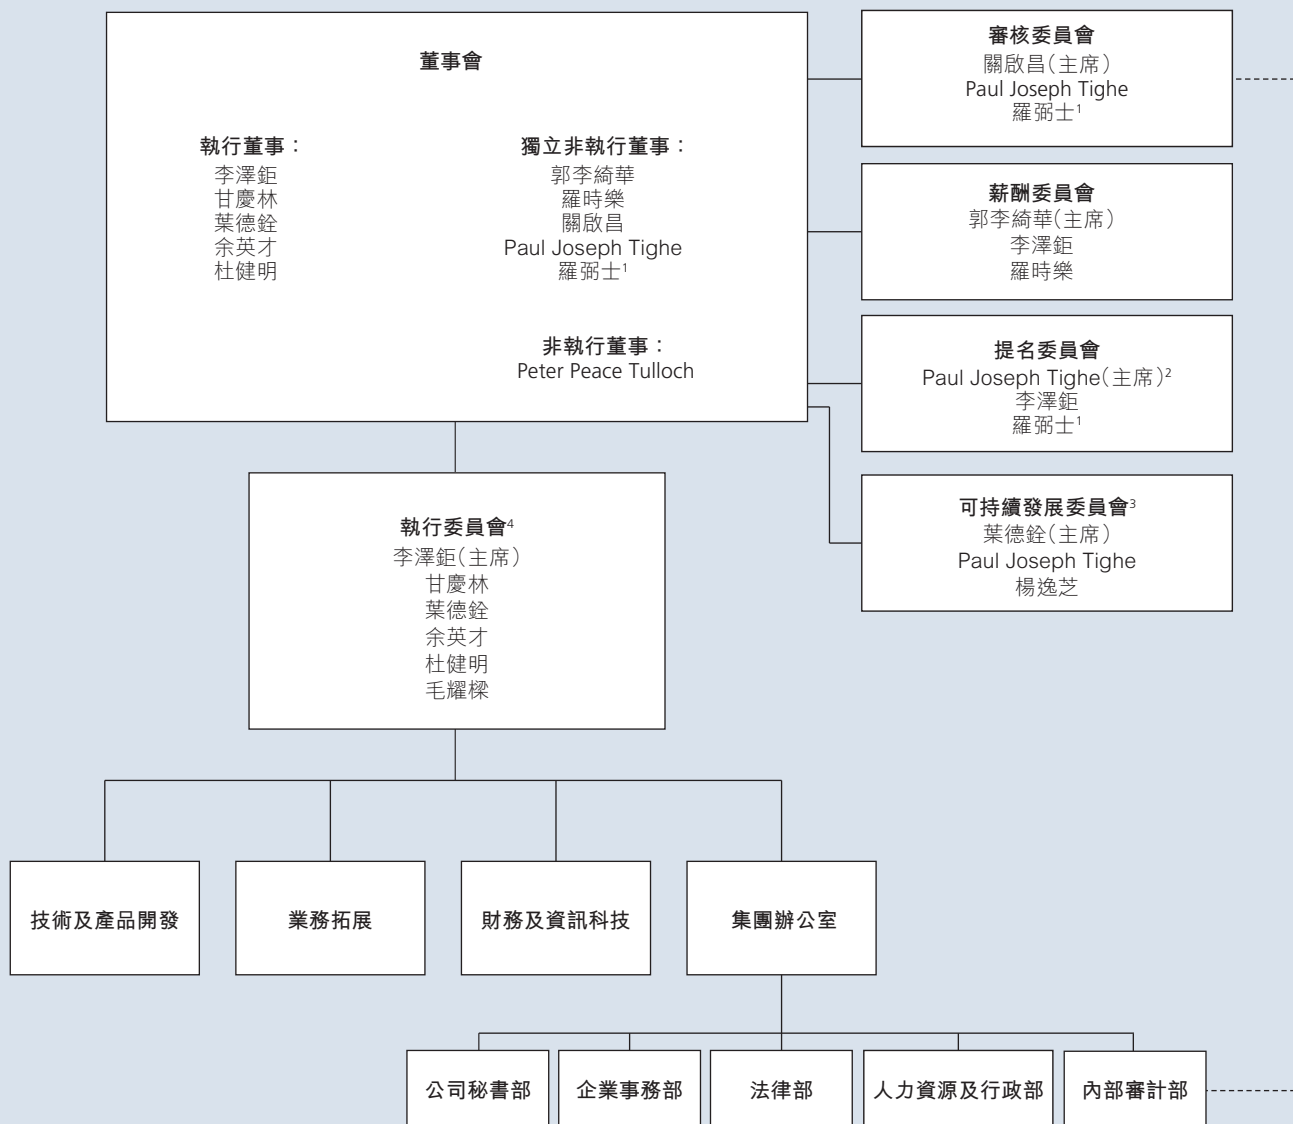 董事會
執行董事：
李澤鉅
甘慶林
葉德銓
余英才
杜健明
獨立非執行董事：
郭李綺華
羅時樂
關啟昌
Paul Joseph Tighe
羅弼士¹
非執行董事：
Peter Peace Tulloch
審核委員會
關啟昌（主席）
Paul Joseph Tighe
羅弼士¹
薪酬委員會
郭李綺華（主席）
李澤鉅
羅時樂
提名委員會
Paul Joseph Tighe（主席）²
李澤鉅
羅弼士¹
可持續發展委員會³
葉德銓（主席）
Paul Joseph Tighe
楊逸芝
執行委員會⁴
李澤鉅（主席）
甘慶林
葉德銓
余英才
杜健明
毛耀樑
技術及產品開發
業務拓展
財務及資訊科技
集團辦公室
公司秘書部
企業事務部
法律部
人力資源及行政部
內部審計部